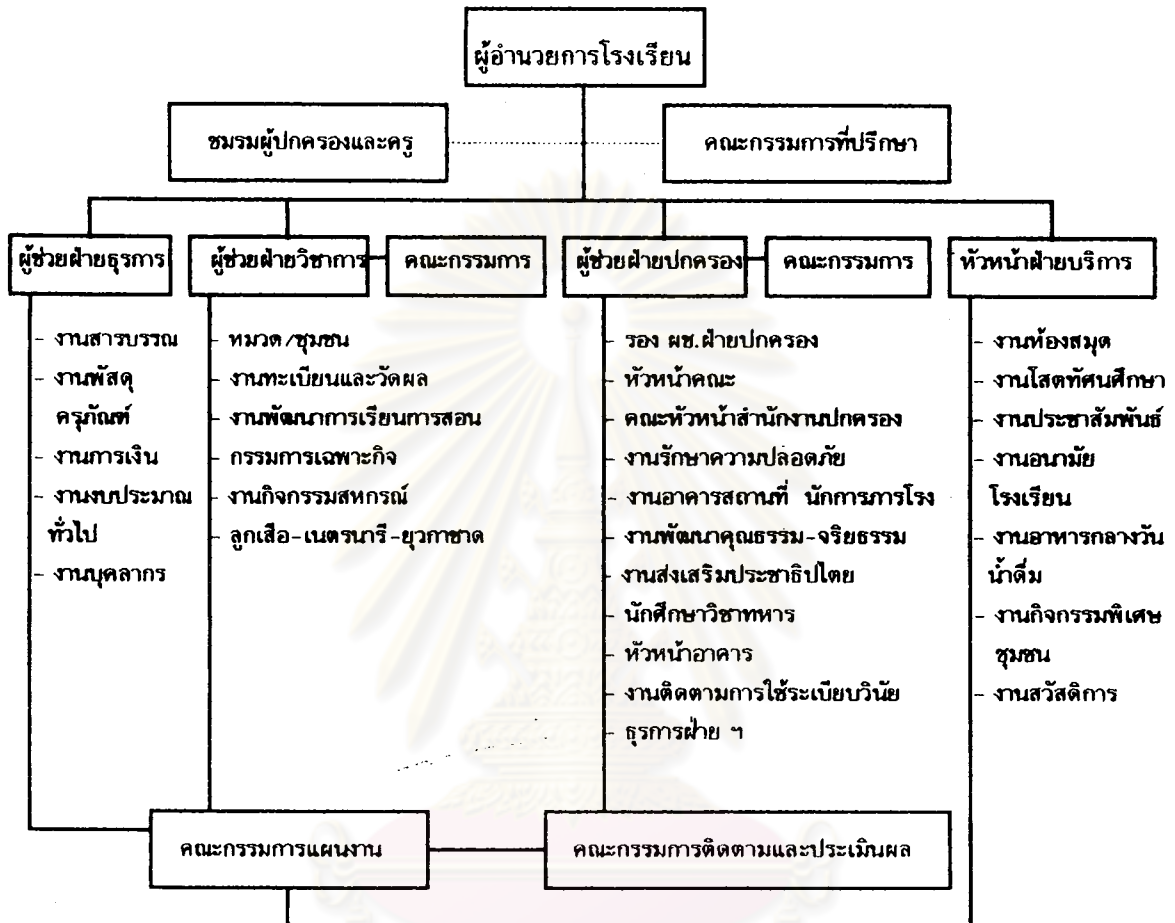 ผู้อำนวยการโรงเรียน
ชมรมผู้ปกครองและครู
คณะกรรมการที่ปรึกษา
ผู้ช่วยฝ่ายธุรการ
ผู้ช่วยฝ่ายวิชาการ
คณะกรรมการ
ผู้ช่วยฝ่ายปกครอง
คณะกรรมการ
หัวหน้าฝ่ายบริการ
- งานสารบรรณ
- งานพัสดุ
ครุภัณฑ์
- งานการเงิน
- งานงบประมาณ
ทั่วไป
- งานบุคลากร
- หมวด/ชุมชน
- งานทะเบียนและวัดผล
- งานพัฒนาการเรียนการสอน
- กรรมการเฉพาะกิจ
- งานกิจกรรมสหกรณ์
- ลูกเสือ-เนตรนารี-ยุวกาชาด
- รอง ผช.ฝ่ายปกครอง
- หัวหน้าคณะ
- คณะหัวหน้าสำนักงานปกครอง
- งานรักษาความปลอดภัย
- งานอาคารสถานที่ นักการภารโรง
- งานพัฒนาคุณธรรม-จริยธรรม
- งานส่งเสริมประชาธิปไตย
- นักศึกษาวิชาทหาร
- หัวหน้าอาคาร
- งานติดตามการใช้ระเบียบวินัย
- ธุรการฝ่าย ฯ
- งานห้องสมุด
- งานโสตทัศนศึกษา
- งานประชาสัมพันธ์
- งานอนามัย
โรงเรียน
- งานอาหารกลางวัน
น้ำดื่ม
- งานกิจกรรมพิเศษ
ชุมชน
- งานสวัสดิการ
คณะกรรมการแผนงาน
คณะกรรมการติดตามและประเมินผล